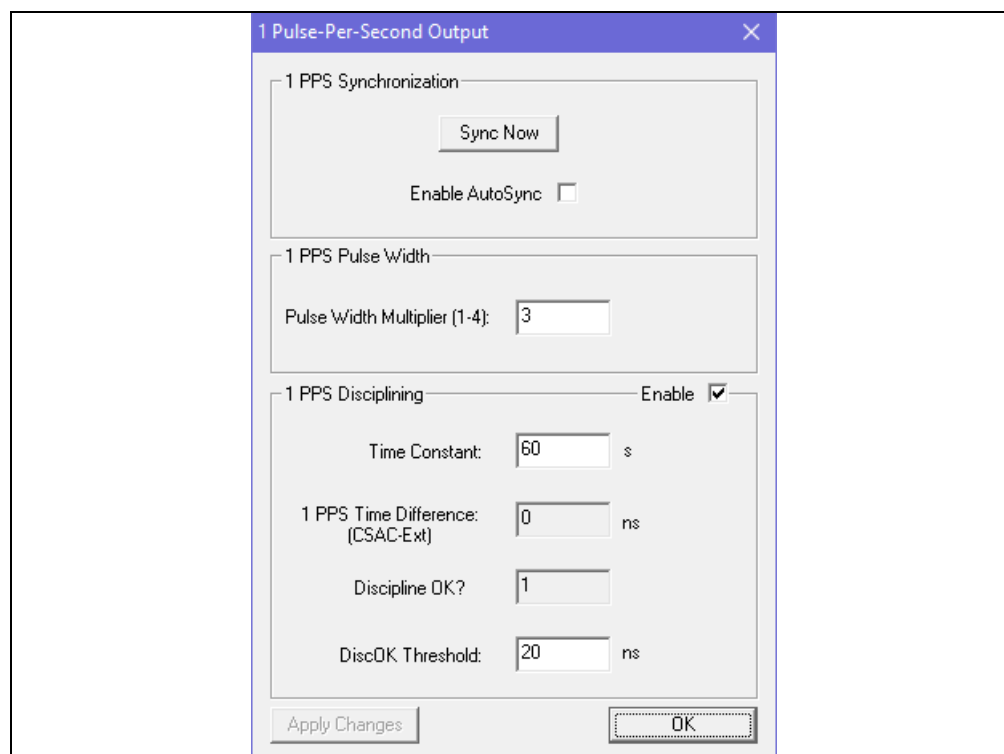 1 Pulse-Per-Second Output
1 PPS Synchronization
Sync Now
Enable AutoSync
1 PPS Pulse Width
Pulse Width Multiplier (1-4): 3
1 PPS Disciplining Enable
Time Constant: 60 s
1 PPS Time Difference: 0 ns
(CSAC-Ext)
Discipline OK? 1
DiscOK Threshold: 20 ns
Apply Changes OK